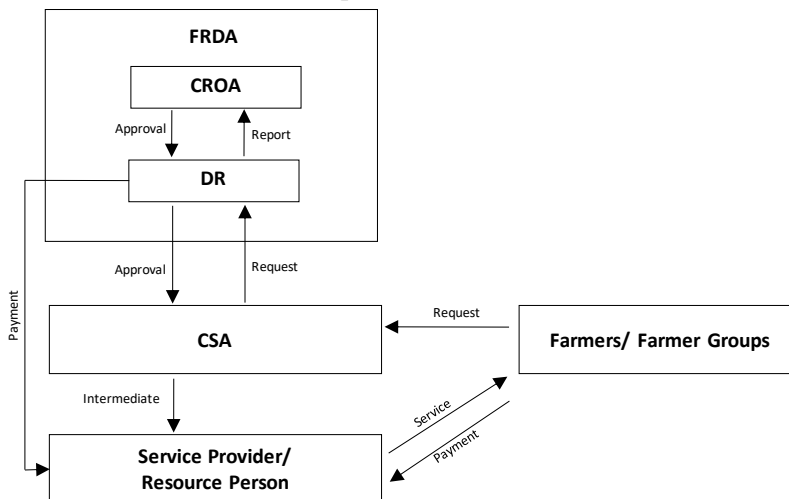 FRDA
CROA
Approval
Report
DR
Approval
Request
Payment
CSA
Request
Farmers/ Farmer Groups
Intermediate
Service
Payment
Service Provider/
Resource Person